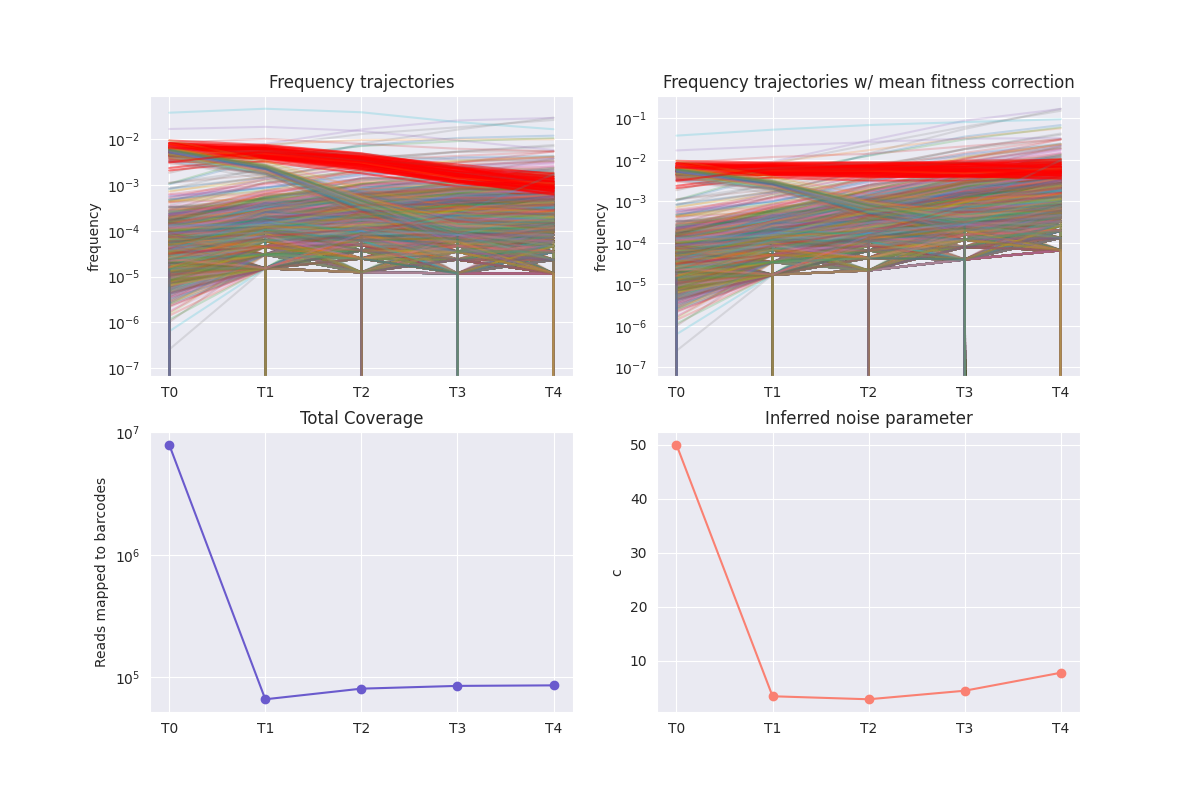 Frequency trajectories
frequency
10⁻²
10⁻³
10⁻⁴
10⁻⁵
10⁻⁶
10⁻⁷
T0 T1 T2 T3 T4
Frequency trajectories w/ mean fitness correction
frequency
10⁻¹
10⁻²
10⁻³
10⁻⁴
10⁻⁵
10⁻⁶
10⁻⁷
T0 T1 T2 T3 T4
Total Coverage
Reads mapped to barcodes
10⁷
10⁶
10⁵
T0 T1 T2 T3 T4
Inferred noise parameter
c
50
40
30
20
10
T0 T1 T2 T3 T4